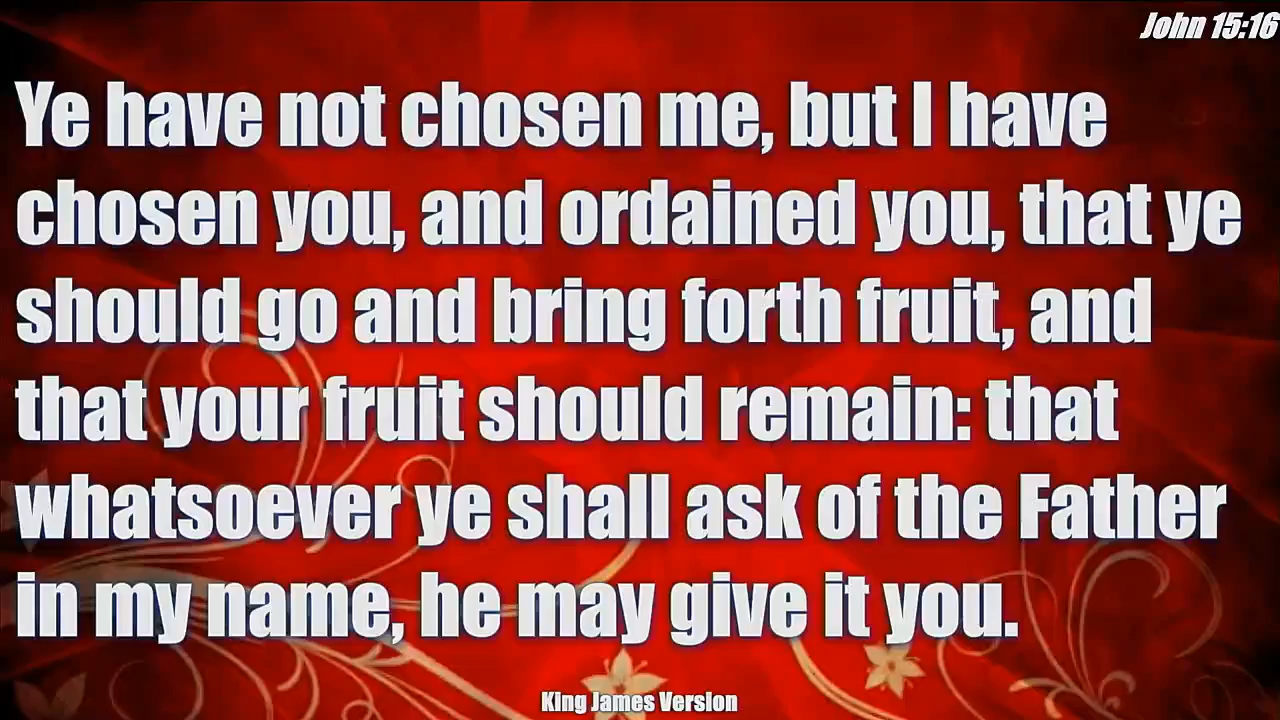 John 15:16
Ye have not chosen me, but I have
chosen you, and ordained you, that ye
should go and bring forth fruit, and
that your fruit should remain: that
whatsoever ye shall ask of the Father
in my name, he may give it you.
King James Version